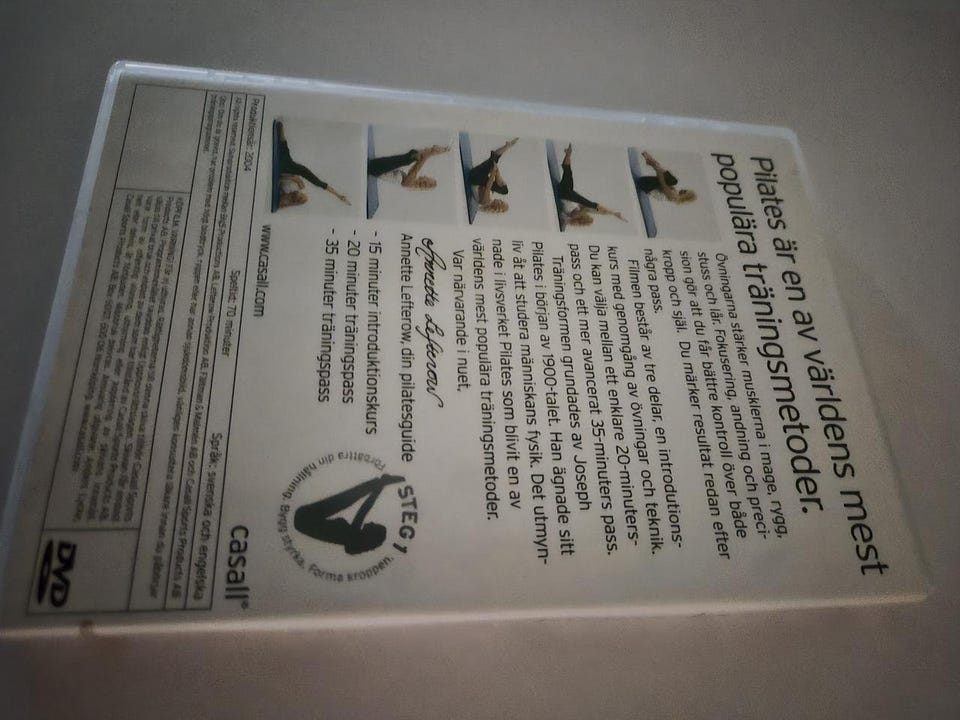 Pilates är en av världens mest
populära träningsmetoder.
Övningarna stärker musklerna i mage, rygg,
stuss och lår. Fokusering, andning och preci-
sion gör att du får bättre kontroll över både
kropp och själ. Du märker resultat redan efter
några pass.
Filmen består av tre delar, en introdutions-
kurs med genomgång av övningar och teknik.
Du kan välja mellan ett enklare 20-minuters-
pass och ett mer avancerat 35-minuters pass.
Träningsformen grundades av Joseph
Pilates i början av 1900-talet. Han ägnade sitt
liv åt att studera människans fysik. Det utmyn-
nade i livsverket Pilates som blivit en av
världens mest populära träningsmetoder.
Var närvarande i nuet.
Annette Lefterow
Annette Lefterow, din pilatesguide
- 15 minuter introduktionskurs
- 20 minuter träningspass
- 35 minuter träningspass
STEG 1
Förbättra din hållning. Bygg styrka. Forma kroppen.
www.casall.com
casall®
Produktionsår: 2004
Speltid: 70 minuter
Språk: svenska och engelska
DVD